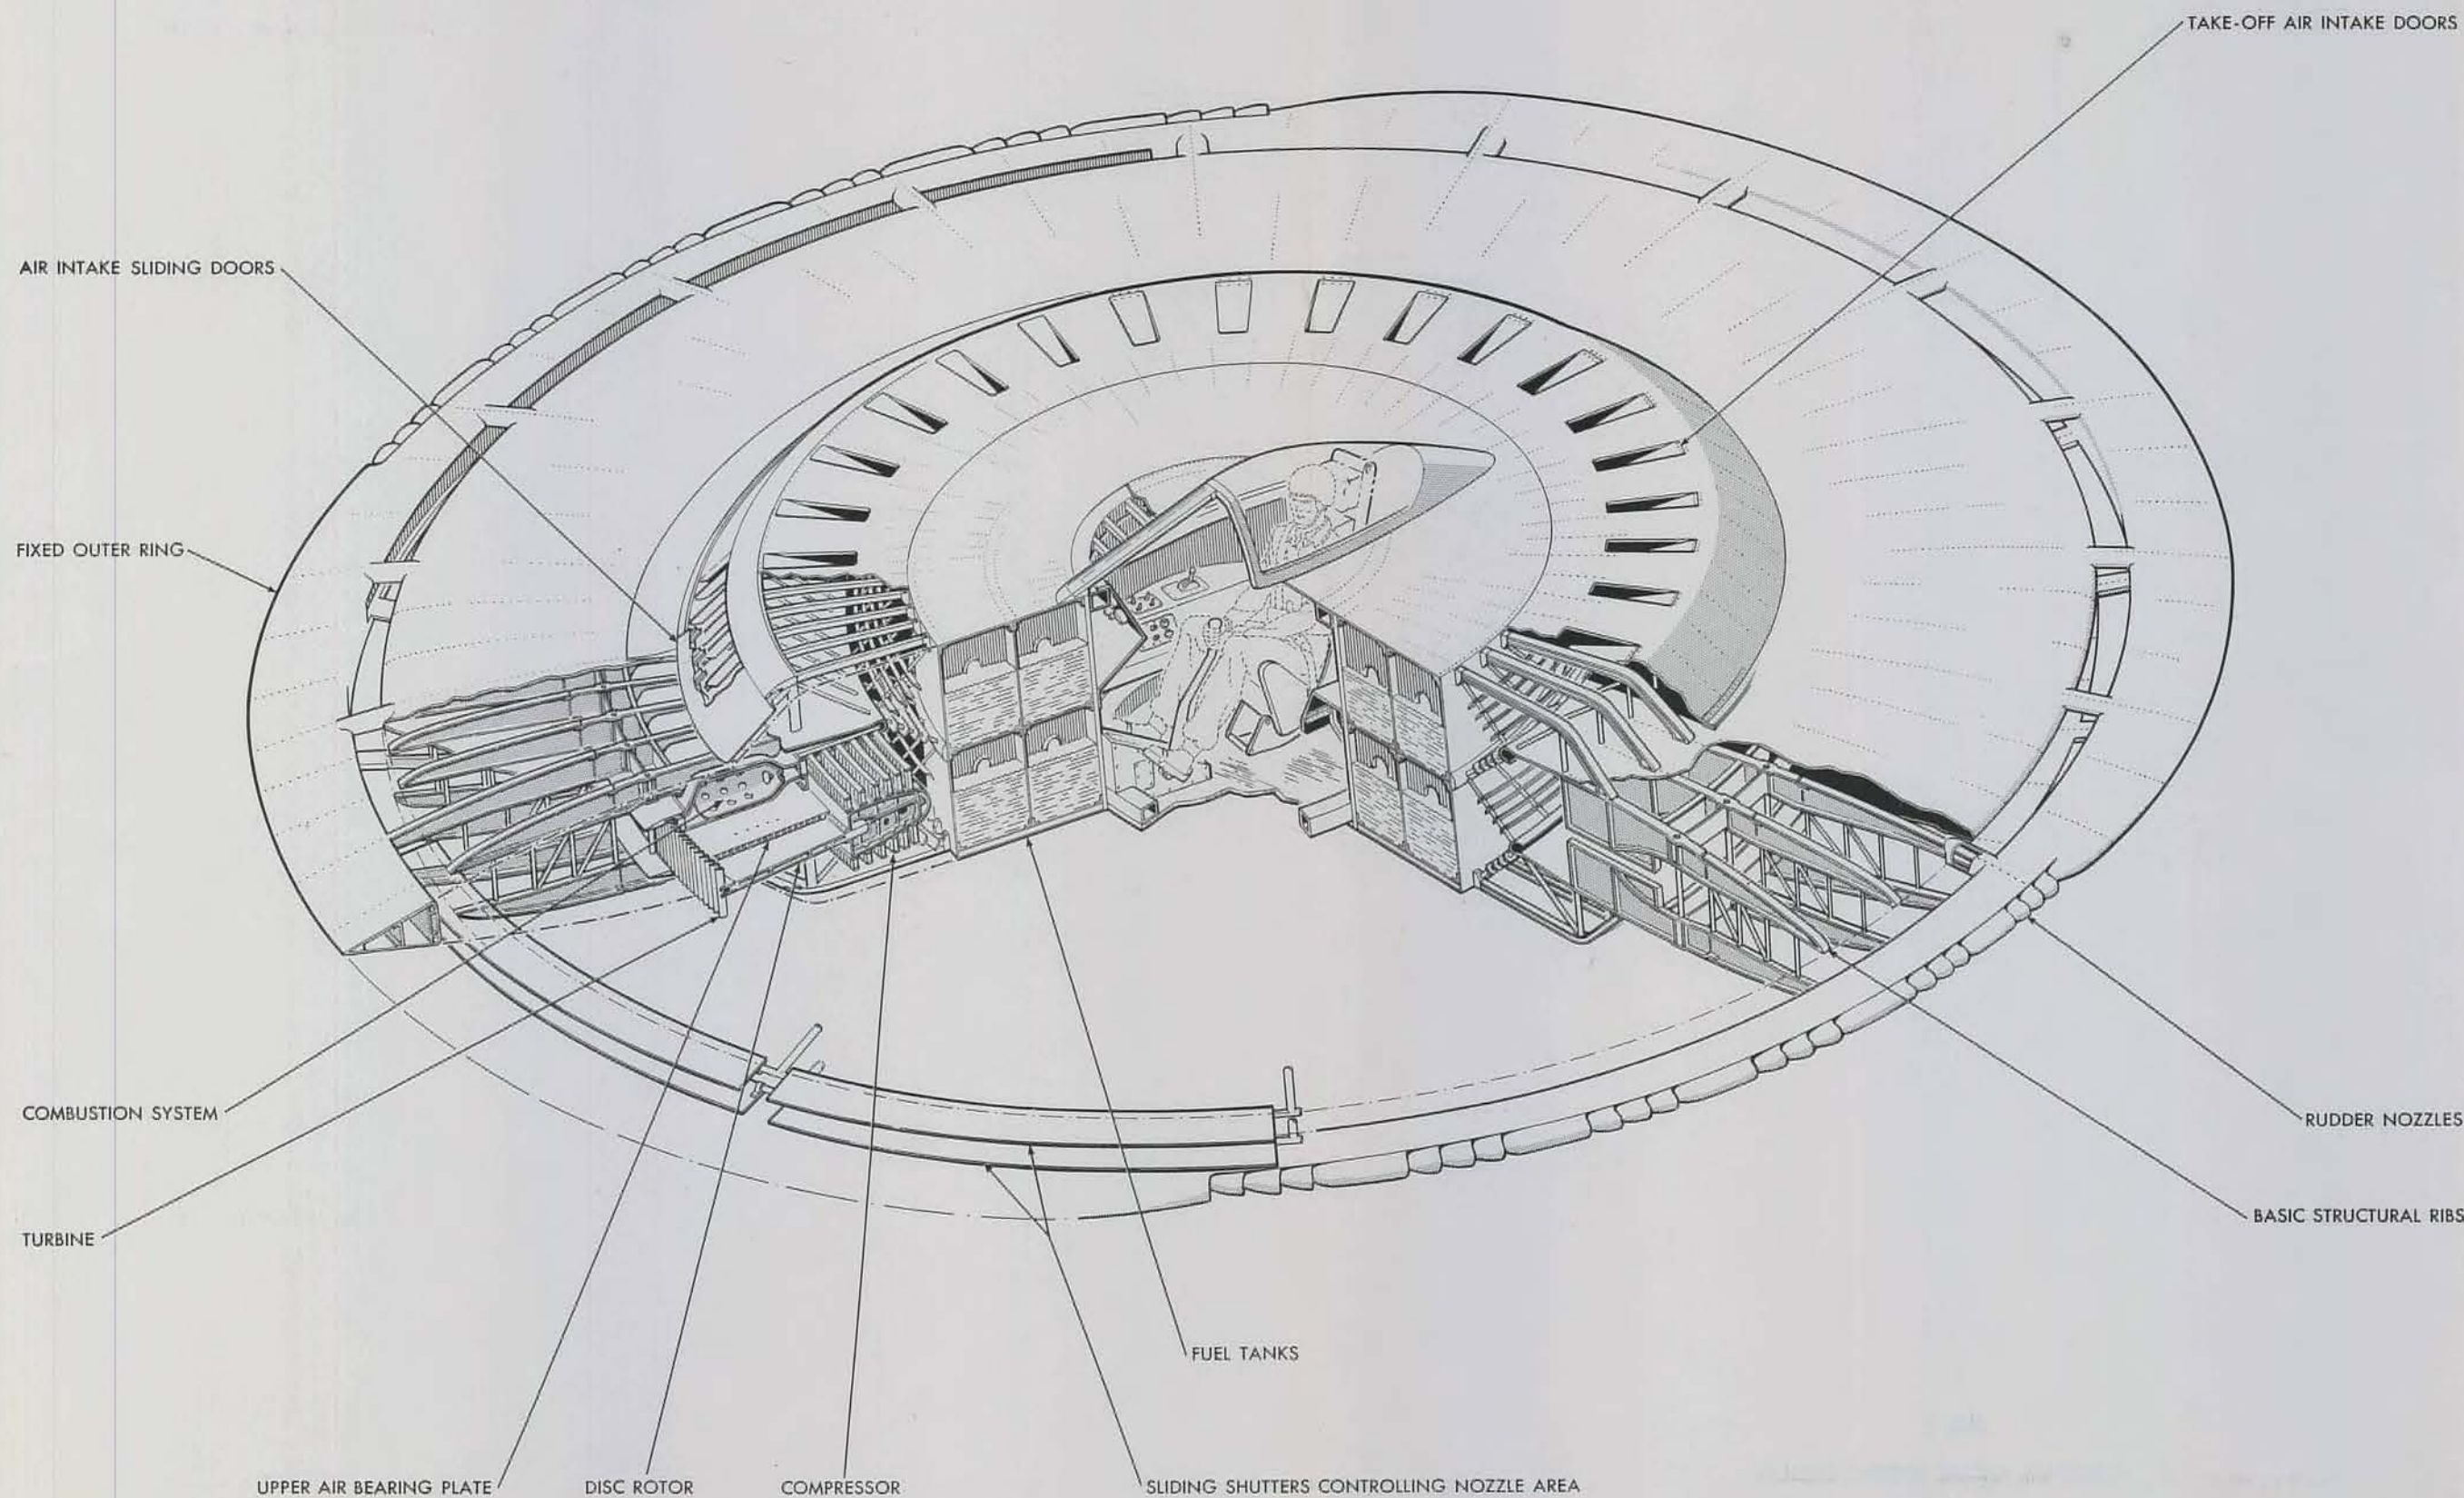 TAKE-OFF AIR INTAKE DOORS
AIR INTAKE SLIDING DOORS
FIXED OUTER RING
COMBUSTION SYSTEM
RUDDER NOZZLES
BASIC STRUCTURAL RIBS
TURBINE
FUEL TANKS
UPPER AIR BEARING PLATE
DISC ROTOR
COMPRESSOR
SLIDING SHUTTERS CONTROLLING NOZZLE AREA